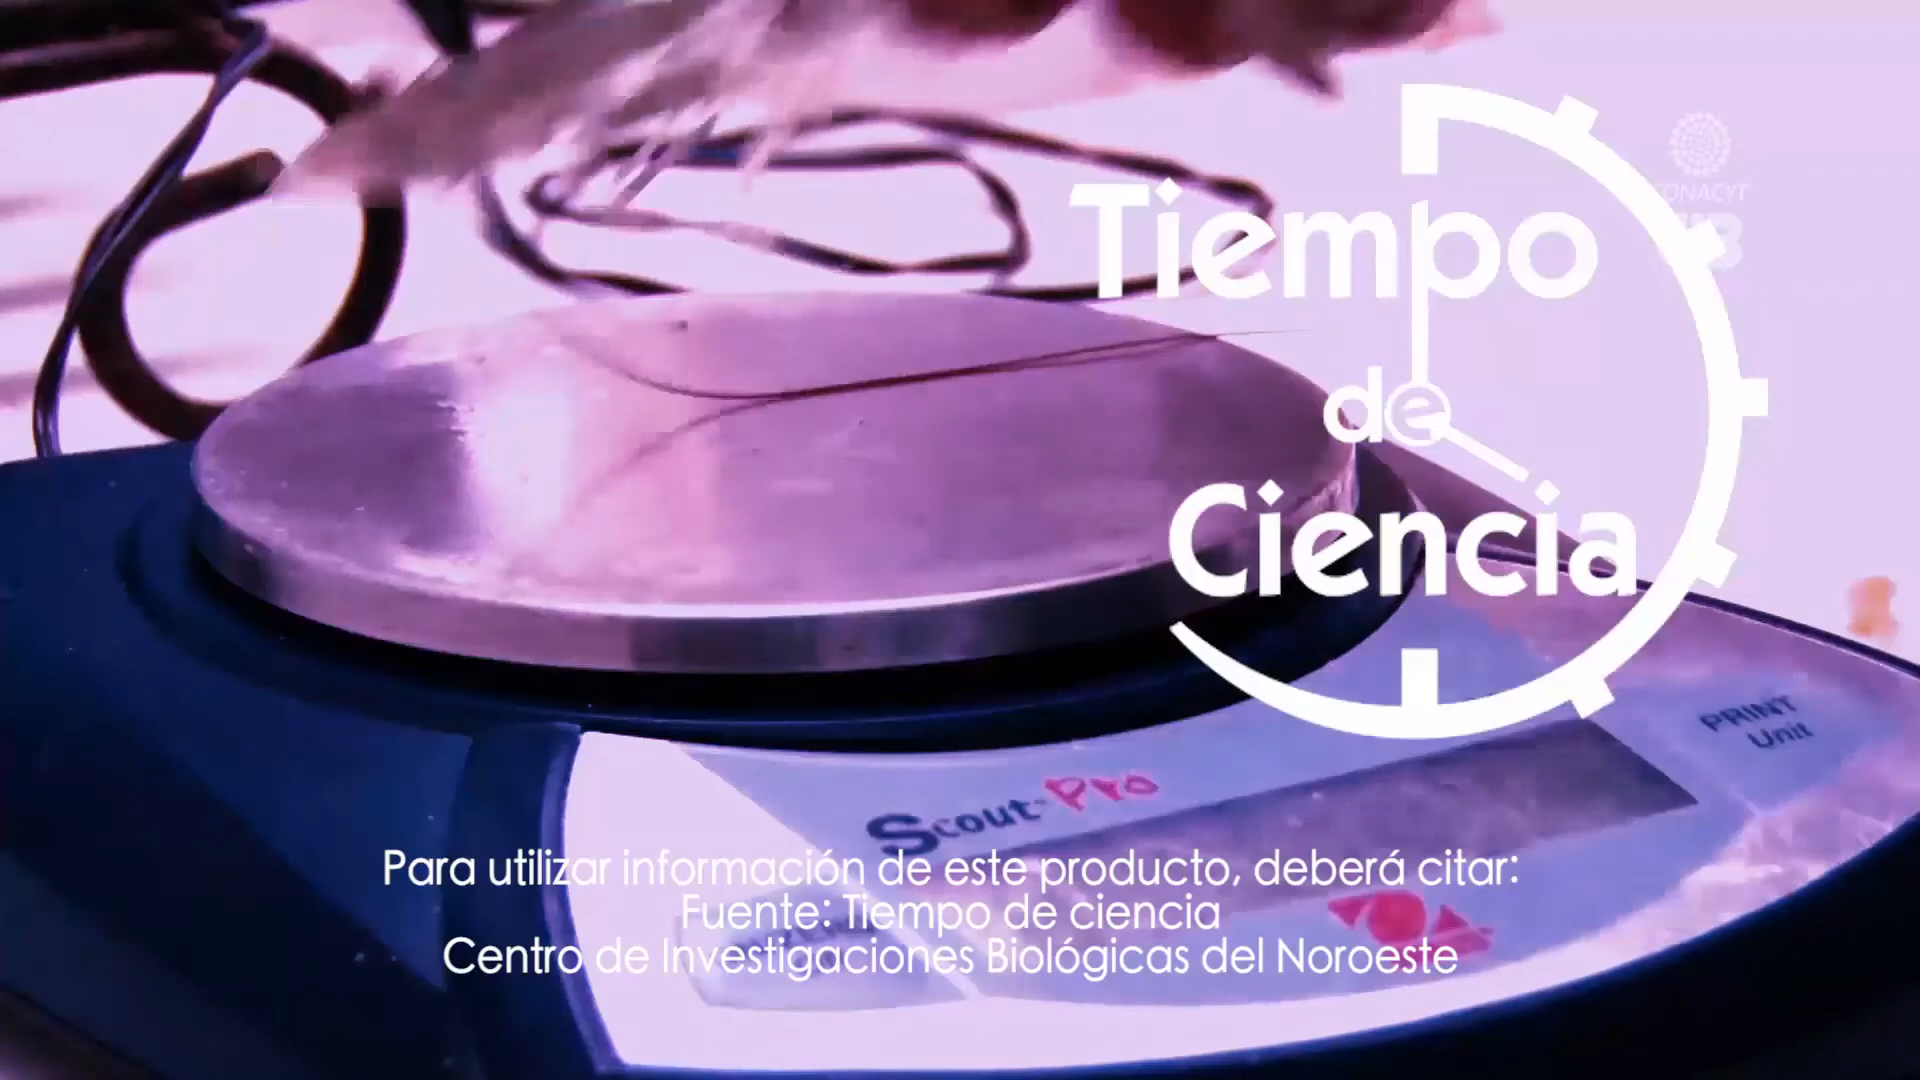 Tiempo
de
Ciencia
CONACYT
PRINT
Unit
Scout Pro
Para utilizar información de este producto, deberá citar:
Fuente: Tiempo de ciencia
Centro de Investigaciones Biológicas del Noroeste